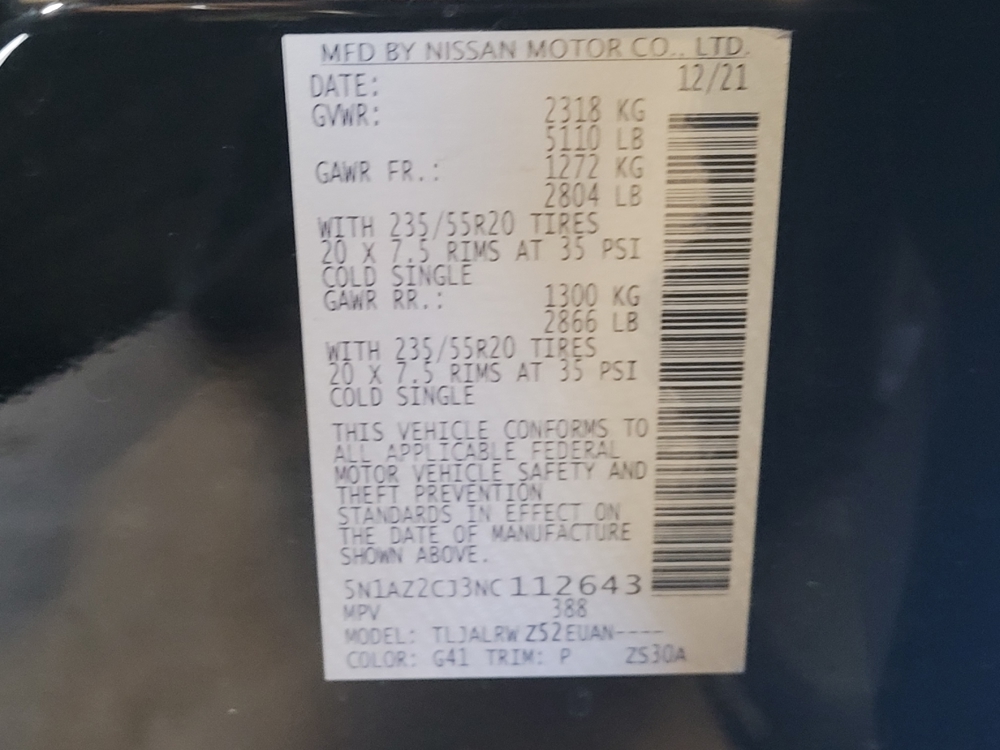 MFD BY NISSAN MOTOR CO., LTD.
DATE: 12/21
GVWR: 2318 KG
5110 LB
GAWR FR.: 1272 KG
2804 LB
WITH 235/55R20 TIRES
20 X 7.5 RIMS AT 35 PSI
COLD SINGLE
GAWR RR.: 1300 KG
2866 LB
WITH 235/55R20 TIRES
20 X 7.5 RIMS AT 35 PSI
COLD SINGLE
THIS VEHICLE CONFORMS TO
ALL APPLICABLE FEDERAL
MOTOR VEHICLE SAFETY AND
THEFT PREVENTION
STANDARDS IN EFFECT ON
THE DATE OF MANUFACTURE
SHOWN ABOVE.
5N1AZ2CJ3NC112643
MPV 388
MODEL: TLJALRWZ52EUAN----
COLOR: G41 TRIM: P ZS30A